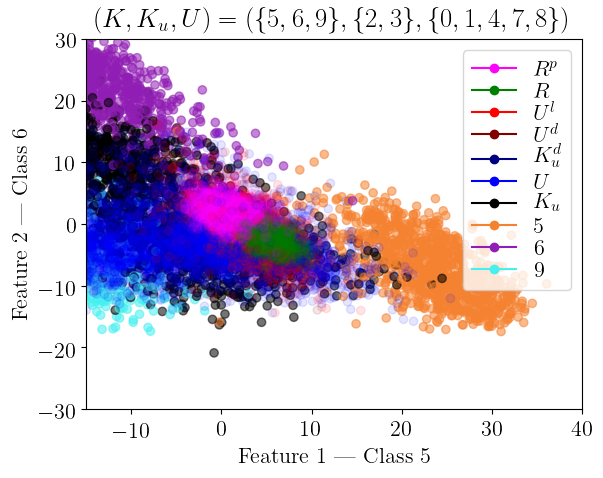 (K, K_u, U) = ({5, 6, 9}, {2, 3}, {0, 1, 4, 7, 8})
30
20
10
0
−10
−20
−30
Feature 2 — Class 6
R^p
R
U^l
U^d
K_u^d
U
K_u
5
6
9
−10
0
10
20
30
40
Feature 1 — Class 5